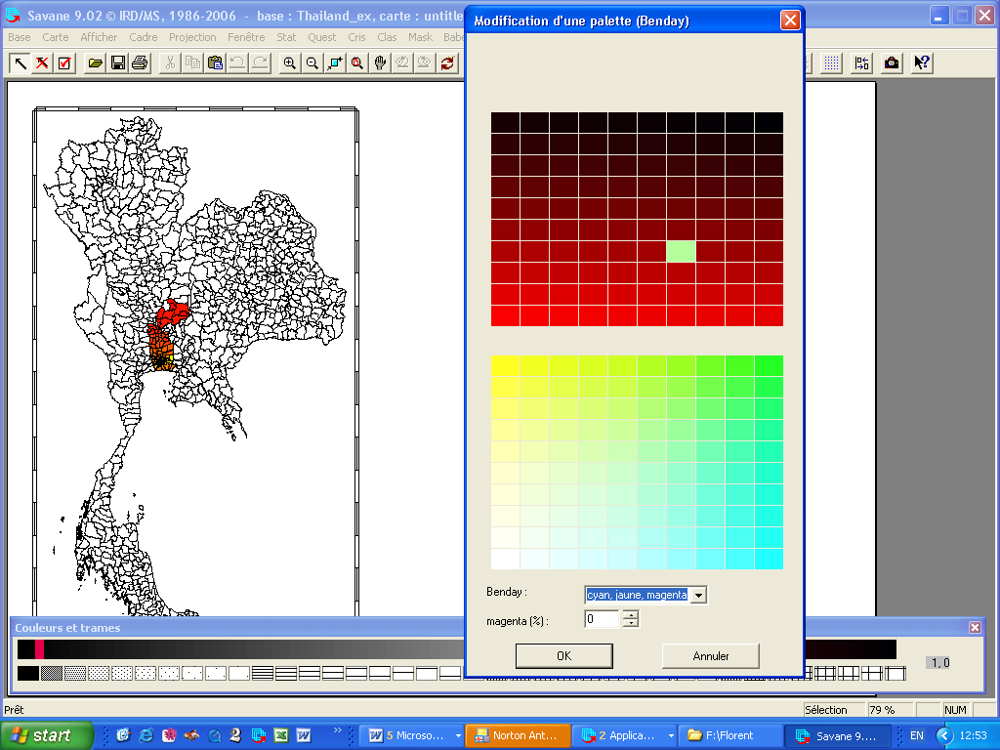 Savane 9.02 © IRD/MS, 1986-2006 - base : Thailand_ex, carte : untitle
Base Carte Afficher Cadre Projection Fenêtre Stat Quest Cris Clas Mask Bab
Modification d'une palette (Benday)
Benday :
cyan, jaune, magenta
magenta (%) :
0
OK
Annuler
Couleurs et trames
1, 0
Prêt
Sélection
79 %
NUM
start
5 Microso...
Norton Ant...
2 Applica...
F:\Florent
Savane 9....
EN
12:53